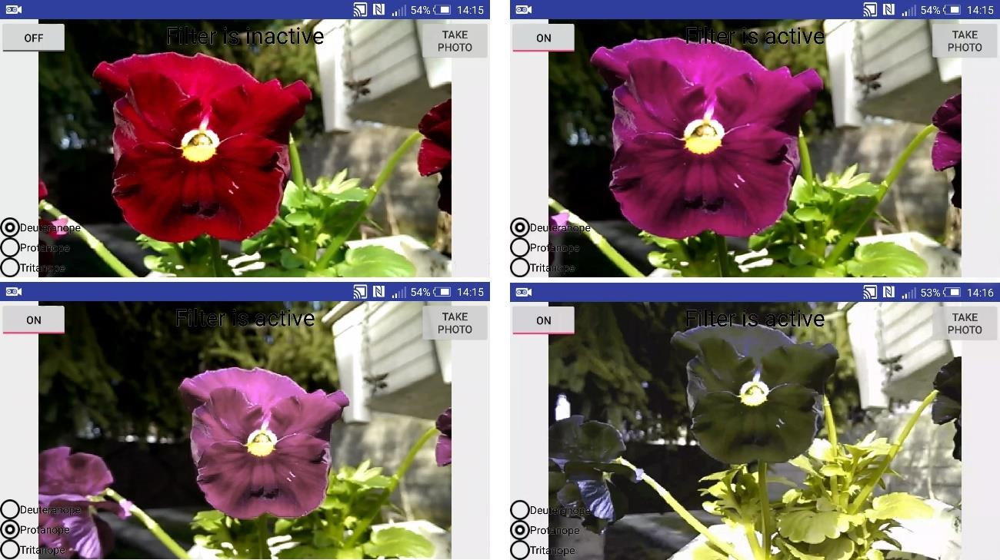 54% 14:15
OFF
Filter is inactive
TAKE
PHOTO
Deuteranope
Protanope
Tritanope
54% 14:15
ON
Filter is active
TAKE
PHOTO
Deuteranope
Protanope
Tritanope
54% 14:15
ON
Filter is active
TAKE
PHOTO
Deuteranope
Protanope
Tritanope
53% 14:16
ON
Filter is active
TAKE
PHOTO
Deuteranope
Protanope
Tritanope